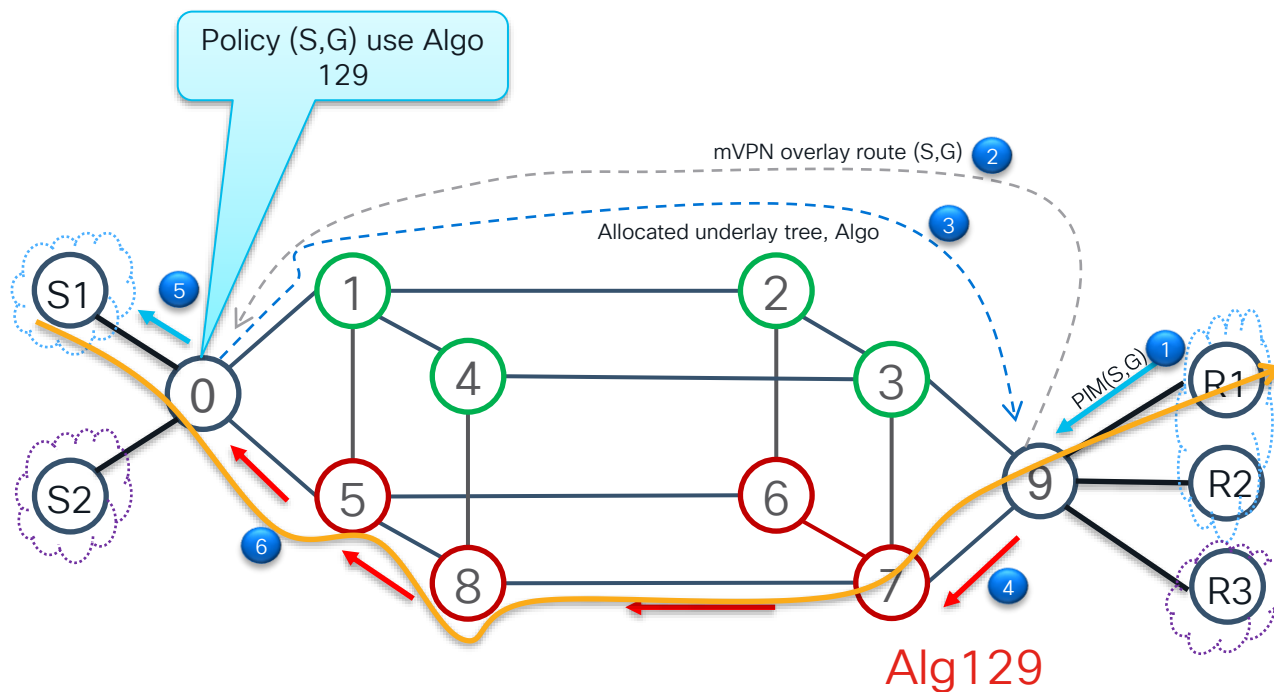 Policy (S,G) use Algo
129
mVPN overlay route (S,G)
2
3
Allocated underlay tree, Algo
S1
5
1
2
PIM(S,G)
1
R1
0
4
3
S2
5
6
9
R2
6
8
7
4
R3
Alg129